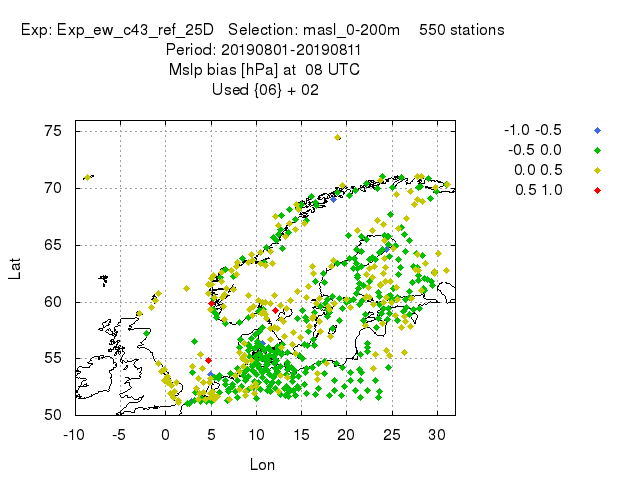 Exp: Exp_ew_c43_ref_25D   Selection: masl_0-200m    550 stations
Period: 20190801-20190811
Mslp bias [hPa] at  08 UTC
Used {06} + 02
-1.0 -0.5
-0.5 0.0
0.0 0.5
0.5 1.0
75
70
65
60
55
50
Lat
-10 -5 0 5 10 15 20 25 30
Lon